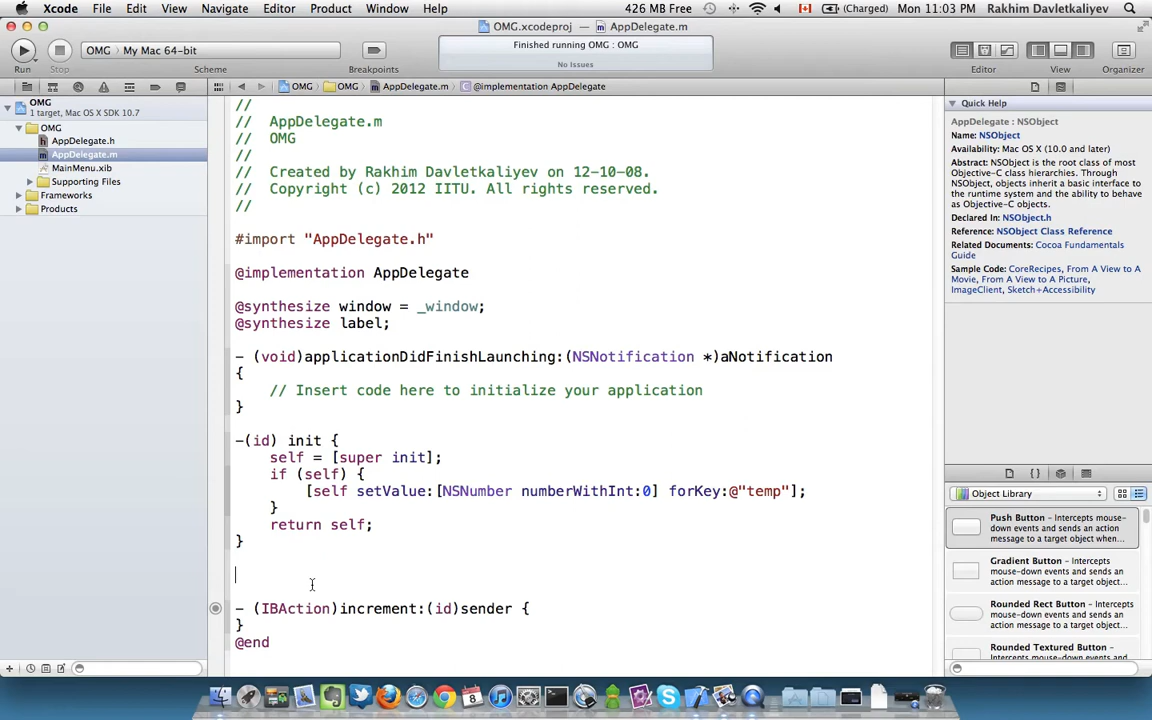 Xcode File Edit View Navigate Editor Product Window Help 426 MB Free (Charged) Mon 11:03 PM Rakhim Davletkaliyev
OMG.xcodeproj — AppDelegate.m
OMG My Mac 64-bit
Finished running OMG : OMG
No Issues
Run Stop Scheme Breakpoints Editor View Organizer
OMG OMG AppDelegate.m @implementation AppDelegate
OMG
1 target, Mac OS X SDK 10.7
OMG
AppDelegate.h
AppDelegate.m
MainMenu.xib
Supporting Files
Frameworks
Products
//
// AppDelegate.m
// OMG
//
// Created by Rakhim Davletkaliyev on 12-10-08.
// Copyright (c) 2012 IITU. All rights reserved.
//
#import "AppDelegate.h"
@implementation AppDelegate
@synthesize window = _window;
@synthesize label;
- (void)applicationDidFinishLaunching:(NSNotification *)aNotification
{
// Insert code here to initialize your application
}
-(id) init {
self = [super init];
if (self) {
[self setValue:[NSNumber numberWithInt:0] forKey:@"temp"];
}
return self;
}
- (IBAction)increment:(id)sender {
}
@end
Quick Help
AppDelegate : NSObject
Name: NSObject
Availability: Mac OS X (10.0 and later)
Abstract: NSObject is the root class of most
Objective-C class hierarchies. Through
NSObject, objects inherit a basic interface to
the runtime system and the ability to behave
as Objective-C objects.
Declared In: NSObject.h
Reference: NSObject Class Reference
Related Documents: Cocoa Fundamentals
Guide
Sample Code: CoreRecipes, From A View to A
Movie, From A View to A Picture,
ImageClient, Sketch+Accessibility
Object Library
Push Button – Intercepts mouse-
down events and sends an action
message to a target object when...
Gradient Button – Intercepts
mouse-down events and sends an
action message to a target object...
Rounded Rect Button – Intercepts
mouse-down events and sends an
action message to a target object...
Rounded Textured Button –
Intercepts mouse-down events and